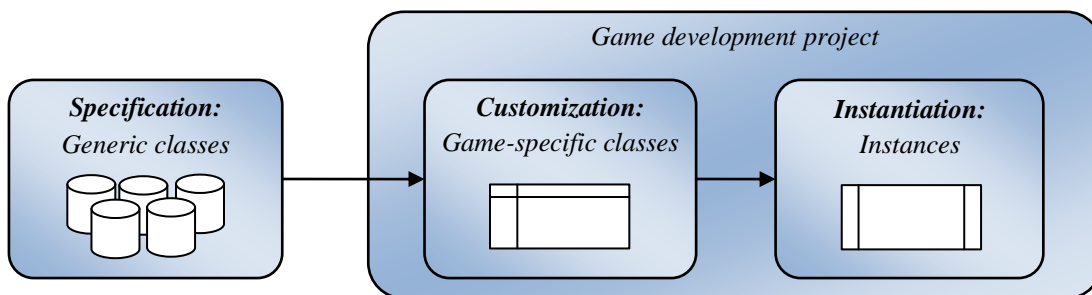 Game development project
Specification:
Generic classes
Customization:
Game-specific classes
Instantiation:
Instances